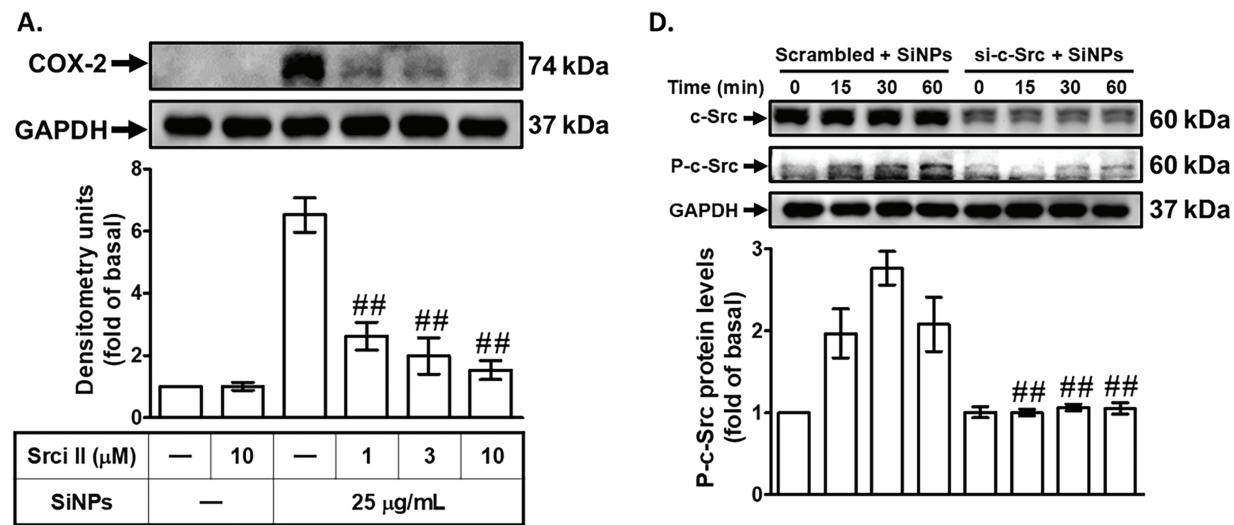 A.
COX-2
74 kDa
GAPDH
37 kDa
Densitometry units
(fold of basal)
8
6
4
2
0
##
##
##
Srci II (μM) — 10 — 1 3 10
SiNPs — 25 μg/mL
D.
Scrambled + SiNPs si-c-Src + SiNPs
Time (min) 0 15 30 60 0 15 30 60
c-Src 60 kDa
P-c-Src 60 kDa
GAPDH 37 kDa
P-c-Src protein levels
(fold of basal)
3
2
1
0
##
##
##